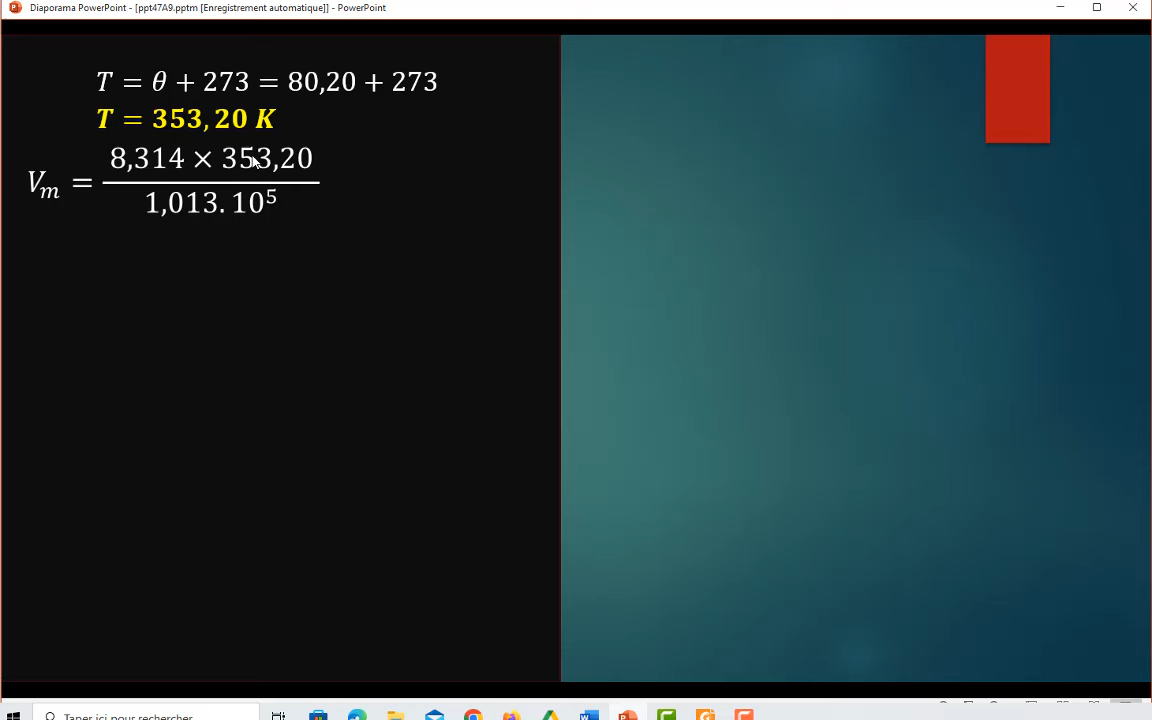 Diaporama PowerPoint - [ppt47A9.pptm [Enregistrement automatique]] - PowerPoint
T = θ + 273 = 80,20 + 273
T = 353, 20 K
V_m = \frac{8,314 × 353,20}{1,013. 10^5}
Taper ici pour rechercher